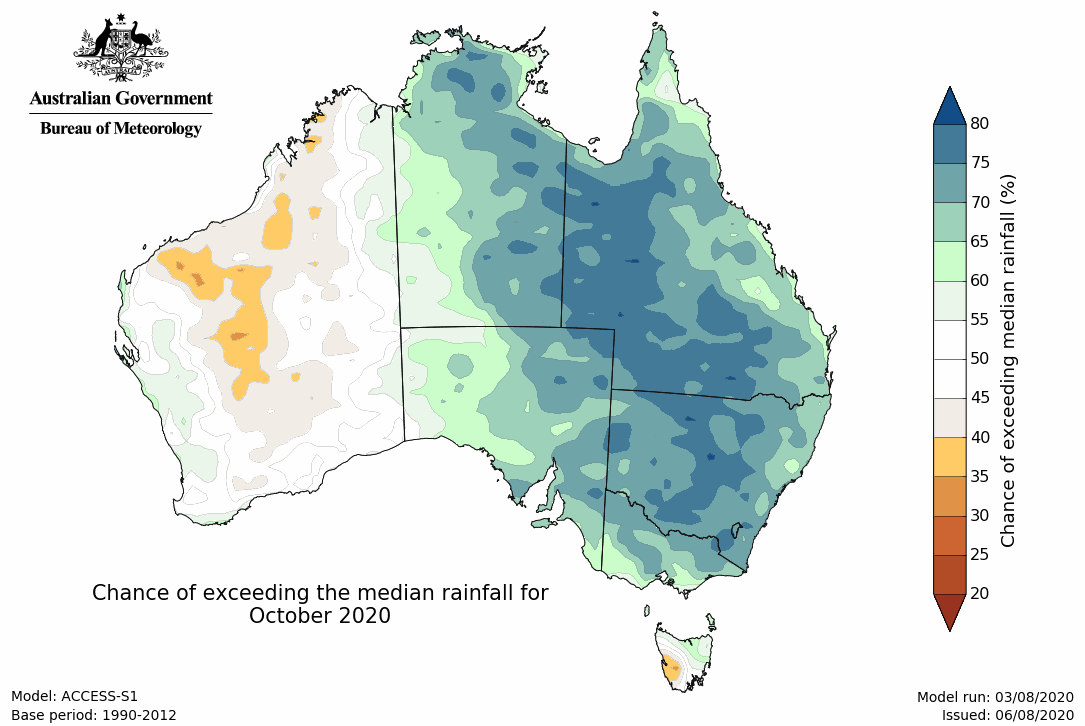 AUSTRALIA
Australian Government
Bureau of Meteorology
80
75
70
65
60
55
50
45
40
35
30
25
20
Chance of exceeding median rainfall (%)
Chance of exceeding the median rainfall for
October 2020
Model: ACCESS-S1
Base period: 1990-2012
Model run: 03/08/2020
Issued: 06/08/2020